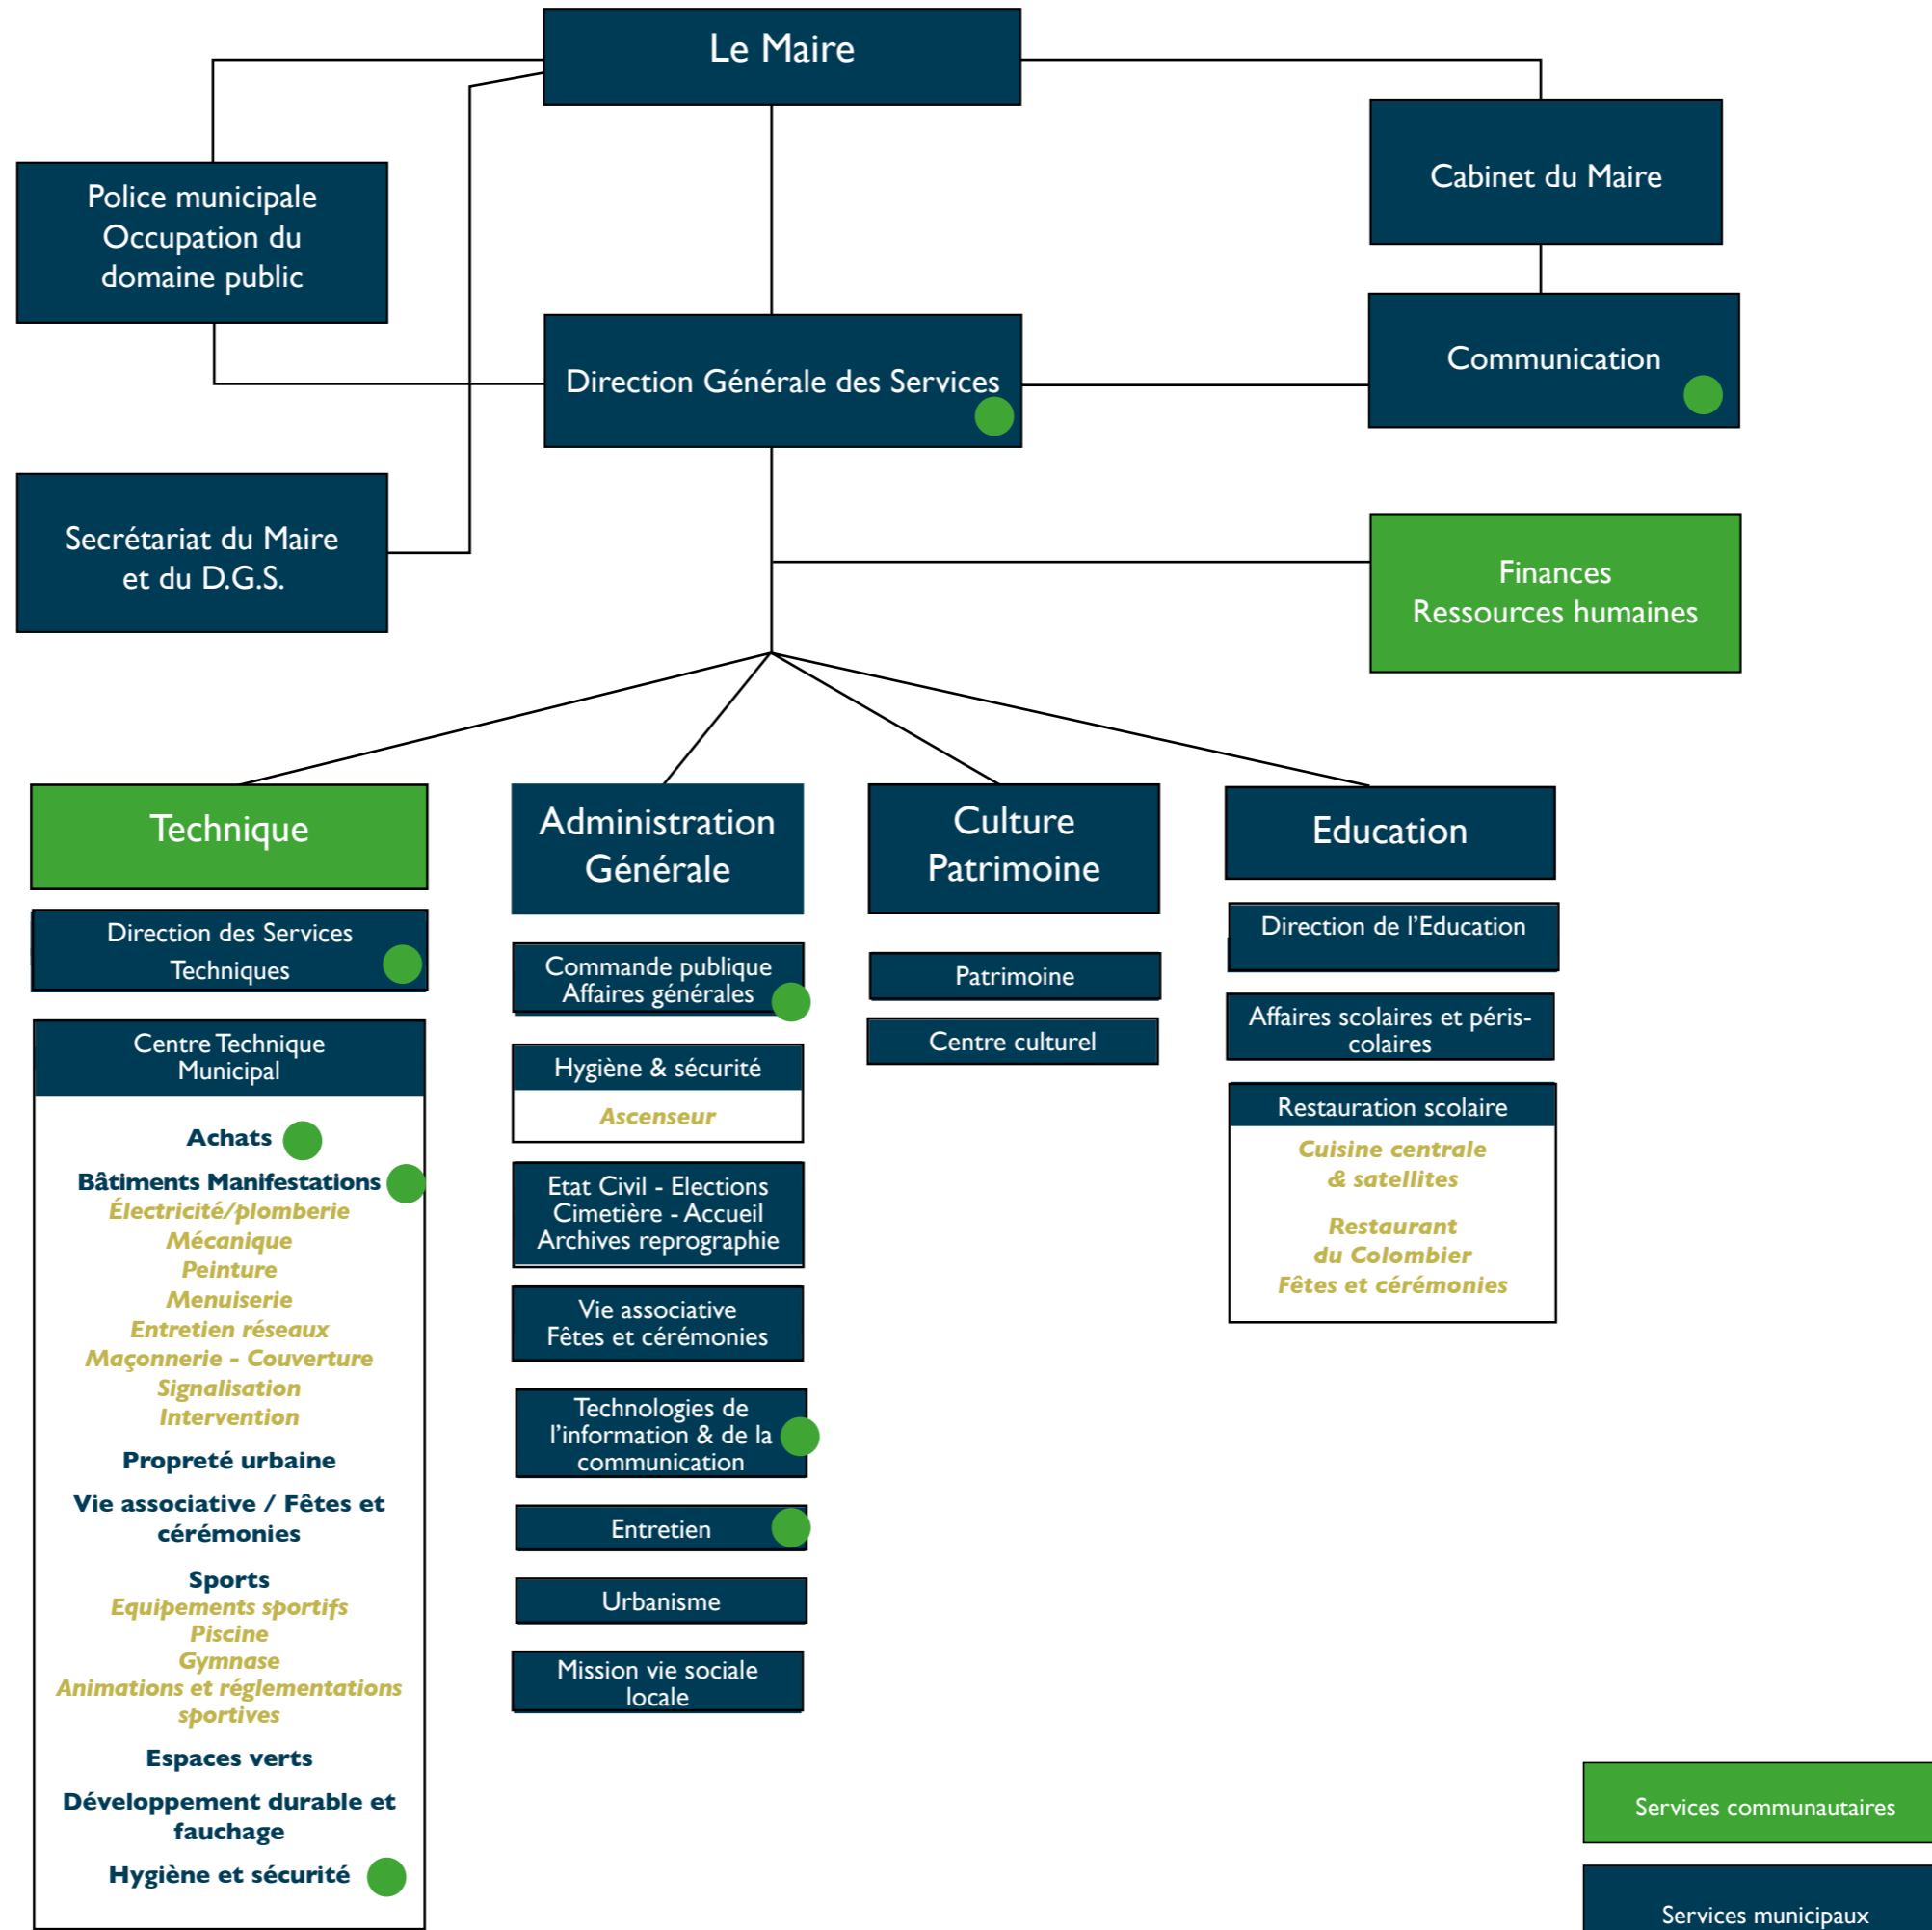 Le Maire
Police municipale
Occupation du
domaine public
Cabinet du Maire
Direction Générale des Services
Communication
Secrétariat du Maire
et du D.G.S.
Finances
Ressources humaines
Technique
Direction des Services
Techniques
Centre Technique
Municipal
Achats
Bâtiments Manifestations
Électricité/plomberie
Mécanique
Peinture
Menuiserie
Entretien réseaux
Maçonnerie - Couverture
Signalisation
Intervention
Propreté urbaine
Vie associative / Fêtes et
cérémonies
Sports
Equipements sportifs
Piscine
Gymnase
Animations et réglementations
sportives
Espaces verts
Développement durable et
fauchage
Hygiène et sécurité
Administration
Générale
Commande publique
Affaires générales
Hygiène & sécurité
Ascenseur
Etat Civil - Elections
Cimetière - Accueil
Archives reprographie
Vie associative
Fêtes et cérémonies
Technologies de
l'information & de la
communication
Entretien
Urbanisme
Mission vie sociale
locale
Culture
Patrimoine
Patrimoine
Centre culturel
Education
Direction de l'Education
Affaires scolaires et péris-
colaires
Restauration scolaire
Cuisine centrale
& satellites
Restaurant
du Colombier
Fêtes et cérémonies
Services communautaires
Services municipaux